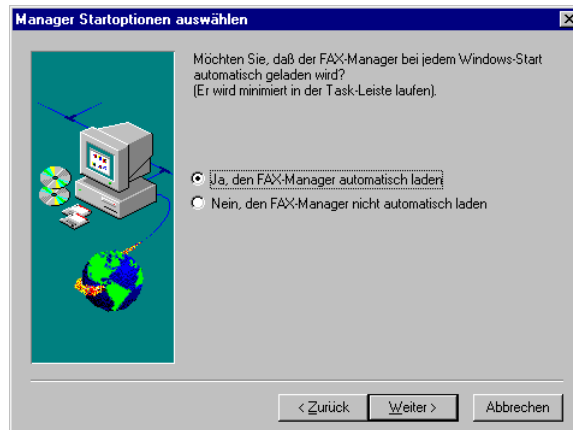 Manager Startoptionen auswählen
Möchten Sie, daß der FAX-Manager bei jedem Windows-Start
automatisch geladen wird?
(Er wird minimiert in der Task-Leiste laufen).
Ja, den FAX-Manager automatisch laden
Nein, den FAX-Manager nicht automatisch laden
< Zurück Weiter > Abbrechen